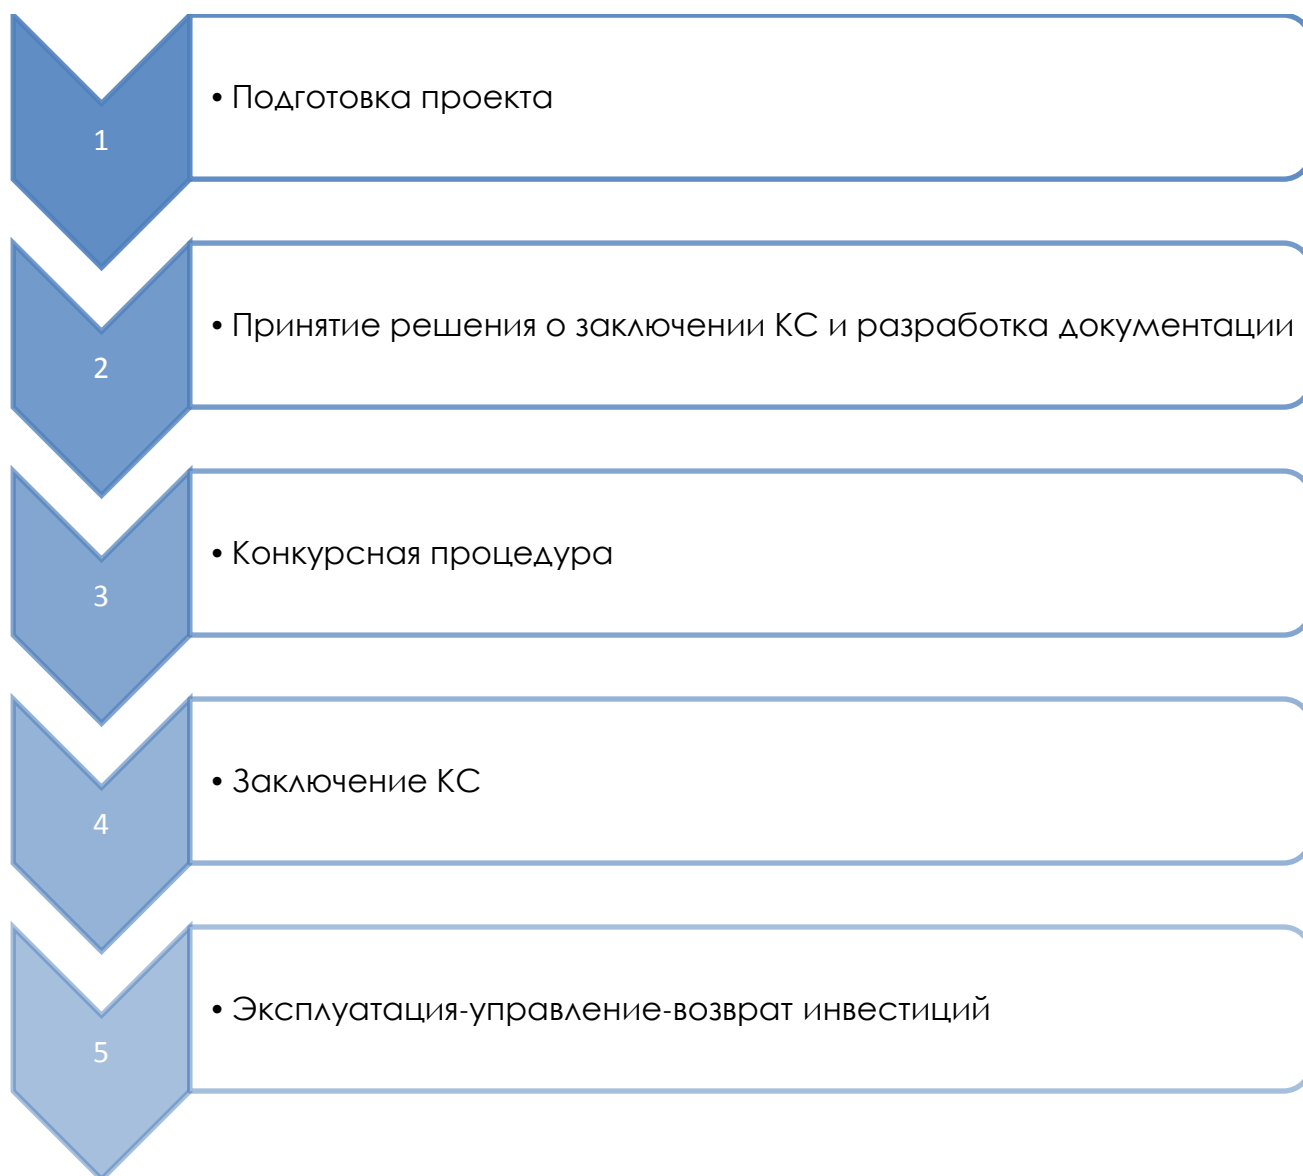 1
• Подготовка проекта
2
• Принятие решения о заключении КС и разработка документации
3
• Конкурсная процедура
4
• Заключение КС
5
• Эксплуатация-управление-возврат инвестиций